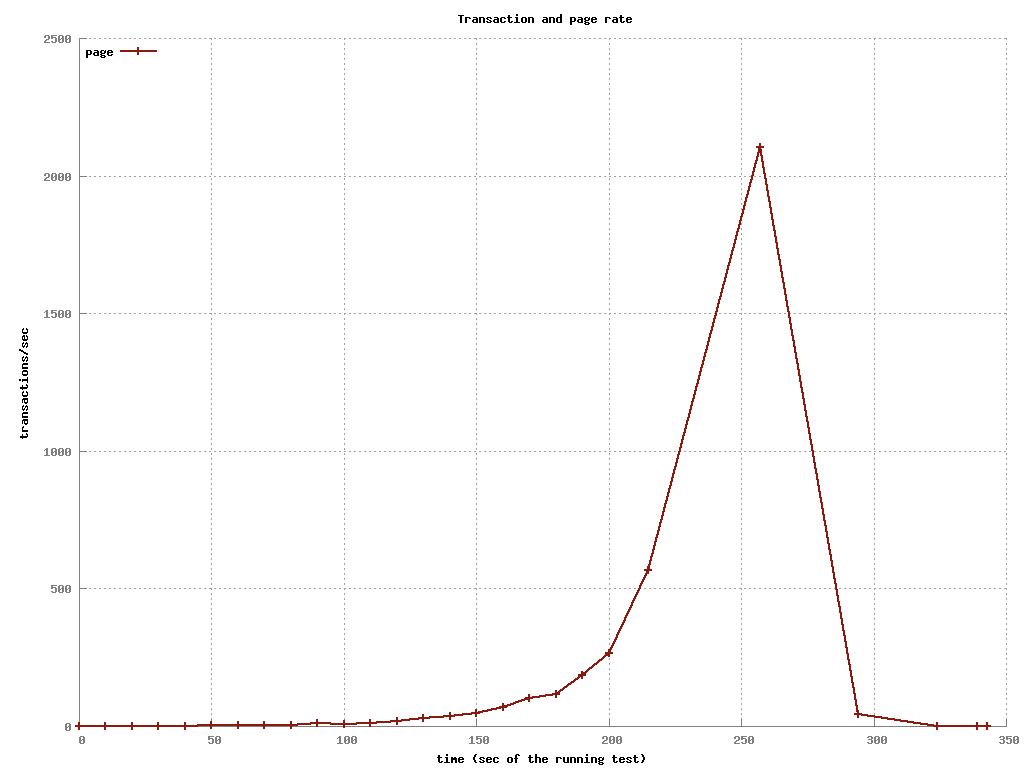 Transaction and page rate
page
2500
2000
1500
1000
500
0
transactions/sec
0 50 100 150 200 250 300 350
time (sec of the running test)